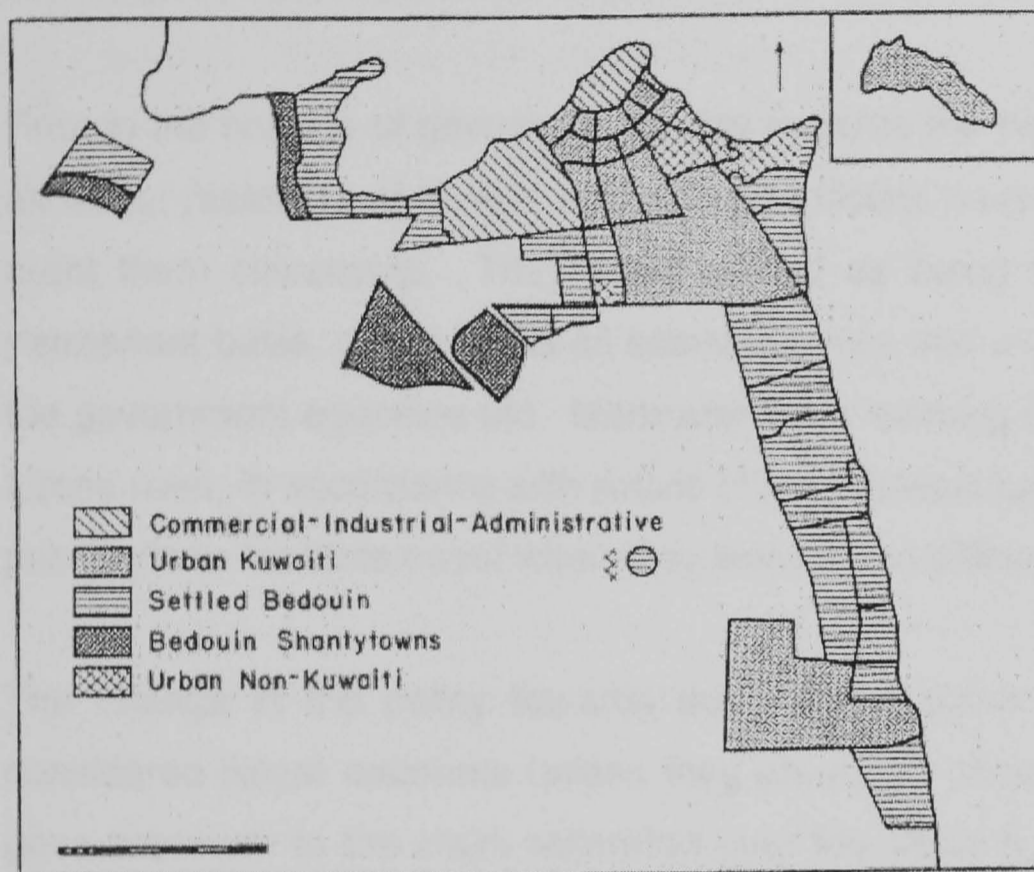 Commercial-Industrial-Administrative
Urban Kuwaiti
Settled Bedouin
Bedouin Shantytowns
Urban Non-Kuwaiti